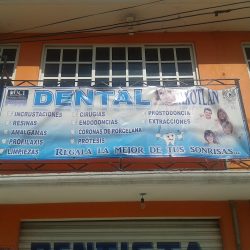 DENTAL
INCRUSTACIONES
RESINAS
AMALGAMAS
PROFILAXIS
LIMPIEZAS
CIRUGIAS
ENDODONCIAS
CORONAS DE PORCELANA
PROTESIS
PROSTODONCIA
EXTRACCIONES
REGALA LA MEJOR DE TUS SONRISAS...